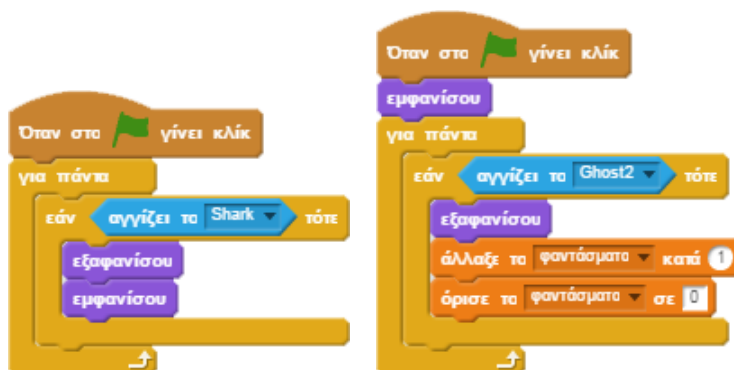 Όταν στο γίνει κλίκ
για πάντα
εάν αγγίζει το Shark τότε
εξαφανίσου
εμφανίσου
Όταν στο γίνει κλίκ
εμφανίσου
για πάντα
εάν αγγίζει το Ghost2 τότε
εξαφανίσου
άλλαξε το φαντάσματα κατά 1
όρισε το φαντάσματα σε 0